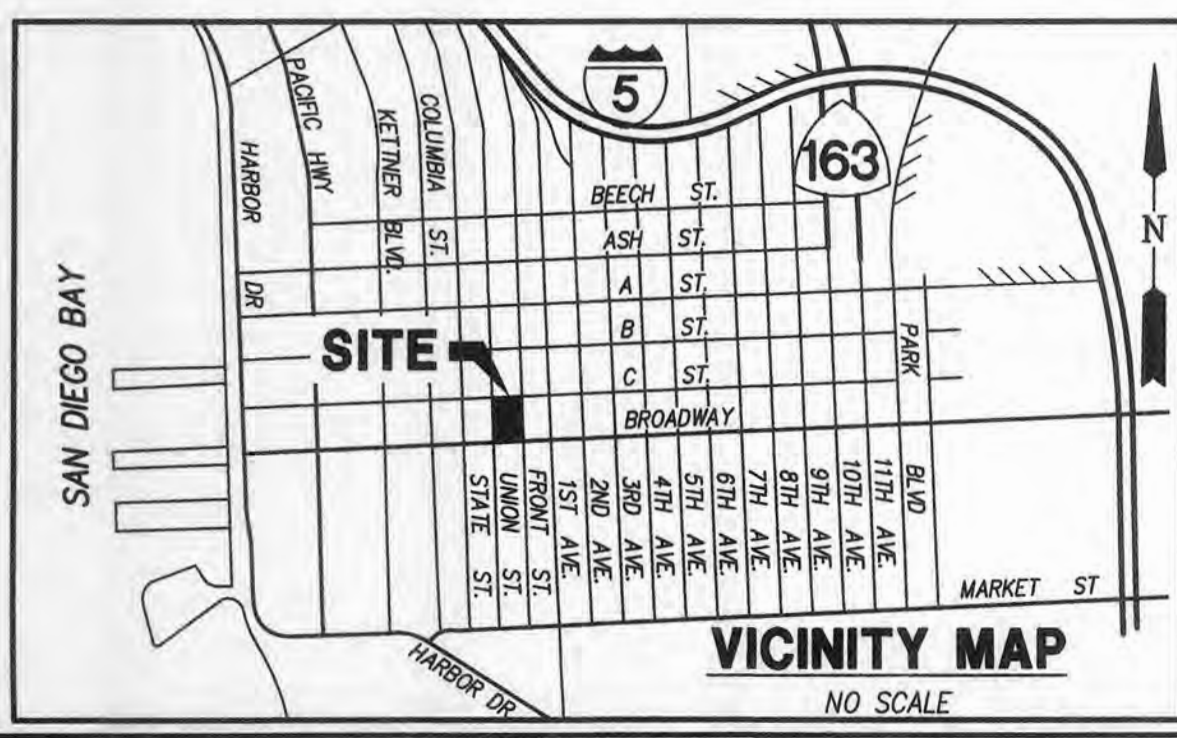 5
163
N
SAN DIEGO BAY
HARBOR DR
PACIFIC HWY
KETTNER BLVD.
COLUMBIA ST.
BEECH ST.
ASH ST.
A ST.
B ST.
C ST.
BROADWAY
SITE
PARK BLVD
STATE ST.
UNION ST.
FRONT ST.
1ST AVE.
2ND AVE.
3RD AVE.
4TH AVE.
5TH AVE.
6TH AVE.
7TH AVE.
8TH AVE.
9TH AVE.
10TH AVE.
11TH AVE.
MARKET ST
HARBOR DR.
VICINITY MAP
NO SCALE